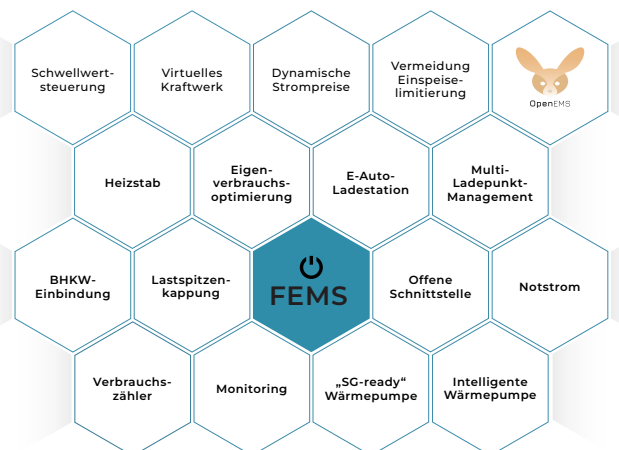 Schwellwert-
steuerung
Virtuelles
Kraftwerk
Dynamische
Strompreise
Vermeidung
Einspeise-
limitierung
OpenEMS
Heizstab
Eigen-
verbrauchs-
optimierung
E-Auto-
Ladestation
Multi-
Ladepunkt-
Management
BHKW-
Einbindung
Lastspitzen-
kappung
FEMS
Offene
Schnittstelle
Notstrom
Verbrauchs-
zähler
Monitoring
„SG-ready“
Wärmepumpe
Intelligente
Wärmepumpe